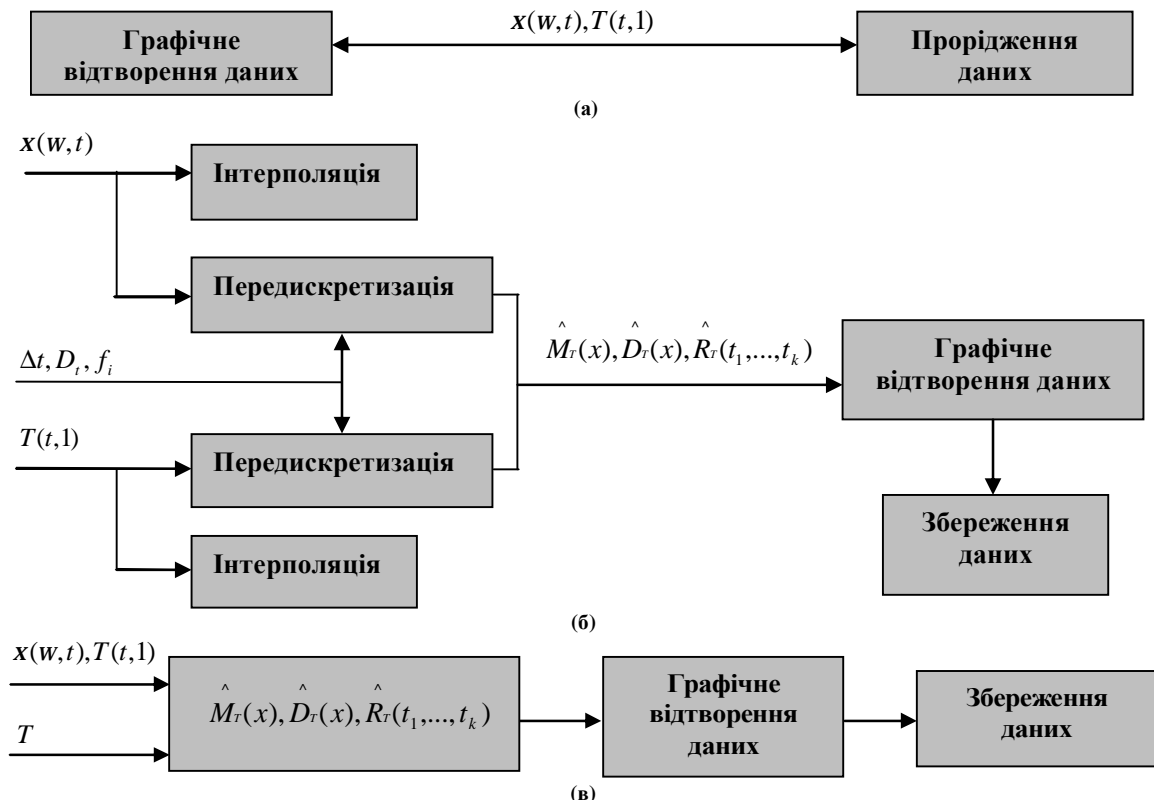 x(w,t),T(t,1)
Графічне
відтворення даних
Прорідження
даних
(а)
x(w,t)
Інтерполяція
Передискретизація
Δt, D_t, f_i
M̂_T(x), D̂_T(x), R̂_T(t_1,...,t_k)
Графічне
відтворення даних
T(t,1)
Передискретизація
Збереження
даних
Інтерполяція
(б)
x(w,t),T(t,1)
T
M̂_T(x), D̂_T(x), R̂_T(t_1,...,t_k)
Графічне
відтворення
даних
Збереження
даних
(в)